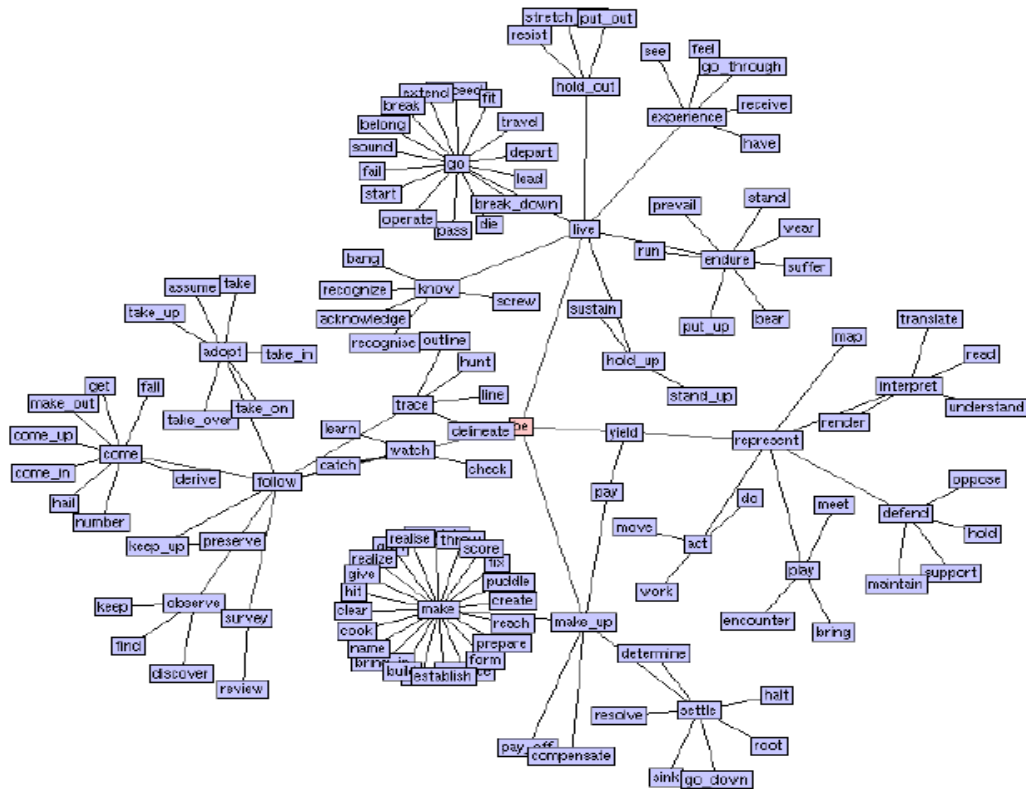 stretch
put_out
resist
hold_out
see
feel
go_through
receive
experience
have
extend
fit
break
belong
travel
sound
depart
go
fail
lead
start
break_down
operate
die
pass
live
prevail
stand
wear
run
endure
suffer
put_up
bear
bang
recognize
know
screw
acknowledge
recognise
sustain
hold_up
stand_up
assume
take
take_up
adopt
take_in
take_over
take_on
outline
hunt
trace
line
delineate
be
yield
learn
watch
catch
check
get
fall
make_out
come_up
come
come_in
derive
follow
hail
number
keep_up
preserve
keep
observe
survey
find
discover
review
map
translate
read
interpret
understand
render
represent
pay
do
move
act
work
meet
play
encounter
bring
oppose
defend
hold
support
maintain
realise
throw
score
realize
fix
give
puddle
hit
create
clear
make
reach
cook
name
prepare
form
bring_in
establish
make_up
determine
settle
halt
resolve
root
sink
go_down
pay_off
compensate